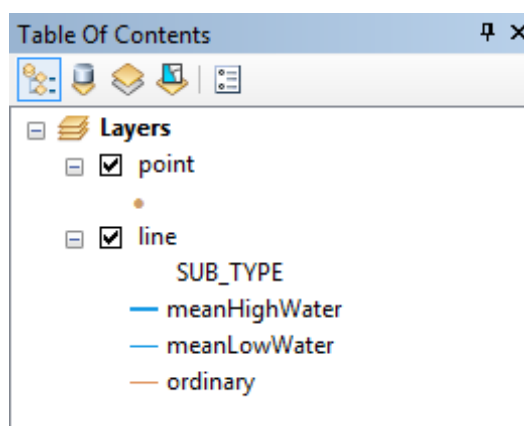 Table Of Contents
Layers
point
line
SUB_TYPE
meanHighWater
meanLowWater
ordinary